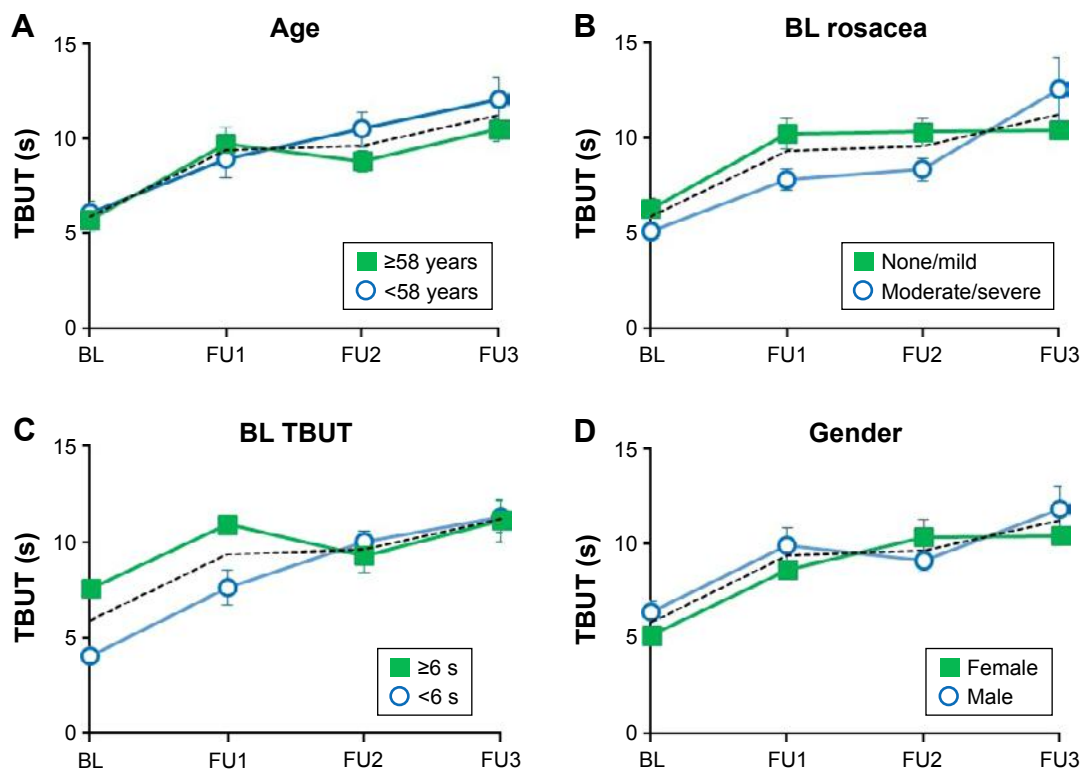 A
Age
TBUT (s)
15
10
5
0
≥58 years
<58 years
BL
FU1
FU2
FU3
B
BL rosacea
TBUT (s)
15
10
5
0
None/mild
Moderate/severe
BL
FU1
FU2
FU3
C
BL TBUT
TBUT (s)
15
10
5
0
≥6 s
<6 s
BL
FU1
FU2
FU3
D
Gender
TBUT (s)
15
10
5
0
Female
Male
BL
FU1
FU2
FU3